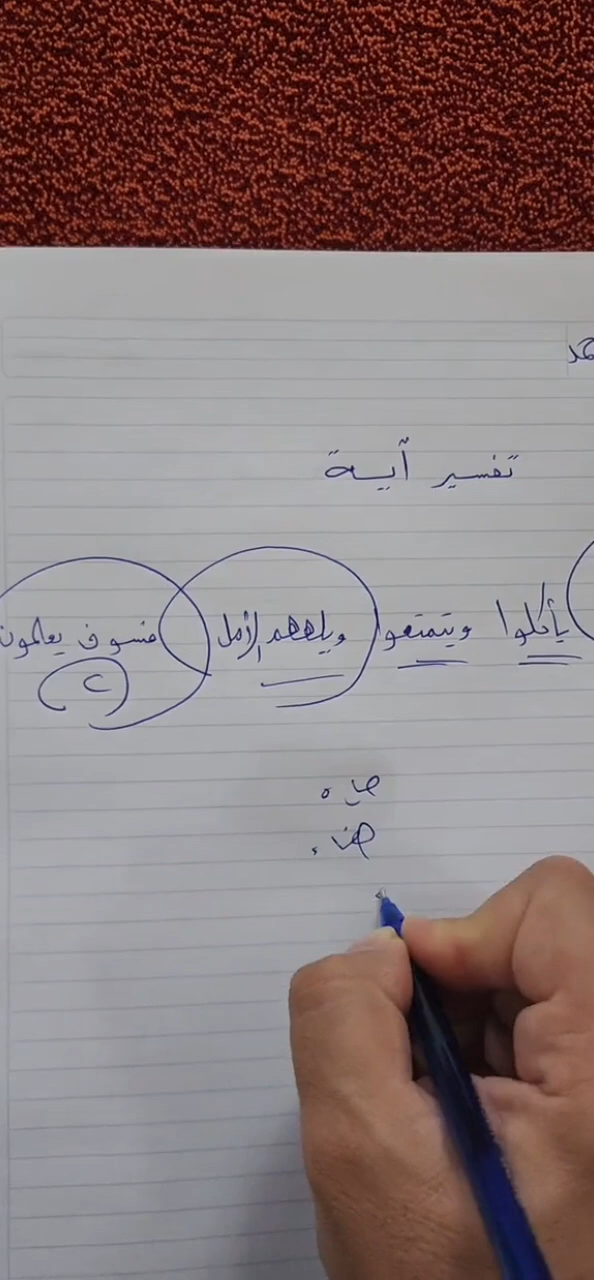 تفسير آية
يأكلوا ويتمتعوا ويلههم الأمل فسوف يعلمون